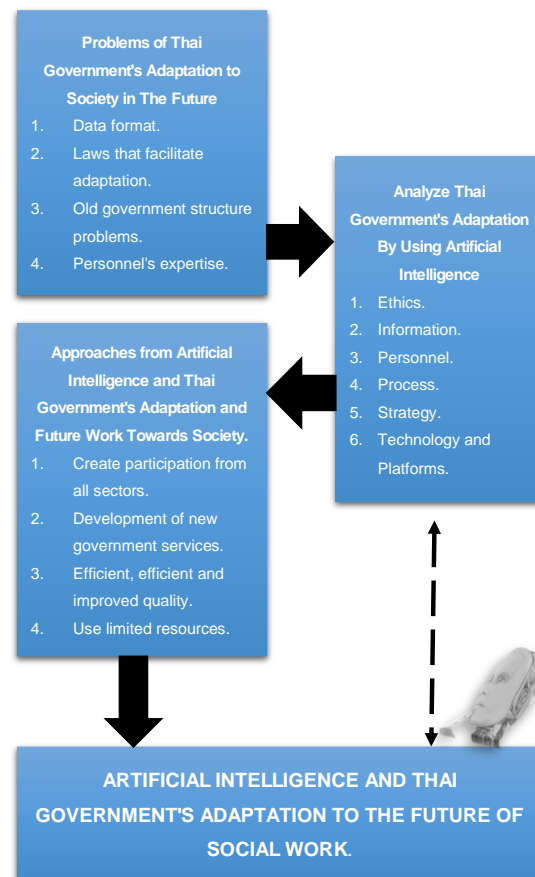 Problems of Thai
Government's Adaptation to
Society in The Future
1. Data format.
2. Laws that facilitate
adaptation.
3. Old government structure
problems.
4. Personnel's expertise.
Analyze Thai
Government's Adaptation
By Using Artificial
Intelligence
1. Ethics.
2. Information.
3. Personnel.
4. Process.
5. Strategy.
6. Technology and
Platforms.
Approaches from Artificial
Intelligence and Thai
Government's Adaptation and
Future Work Towards Society.
1. Create participation from
all sectors.
2. Development of new
government services.
3. Efficient, efficient and
improved quality.
4. Use limited resources.
ARTIFICIAL INTELLIGENCE AND THAI
GOVERNMENT'S ADAPTATION TO THE FUTURE OF
SOCIAL WORK.